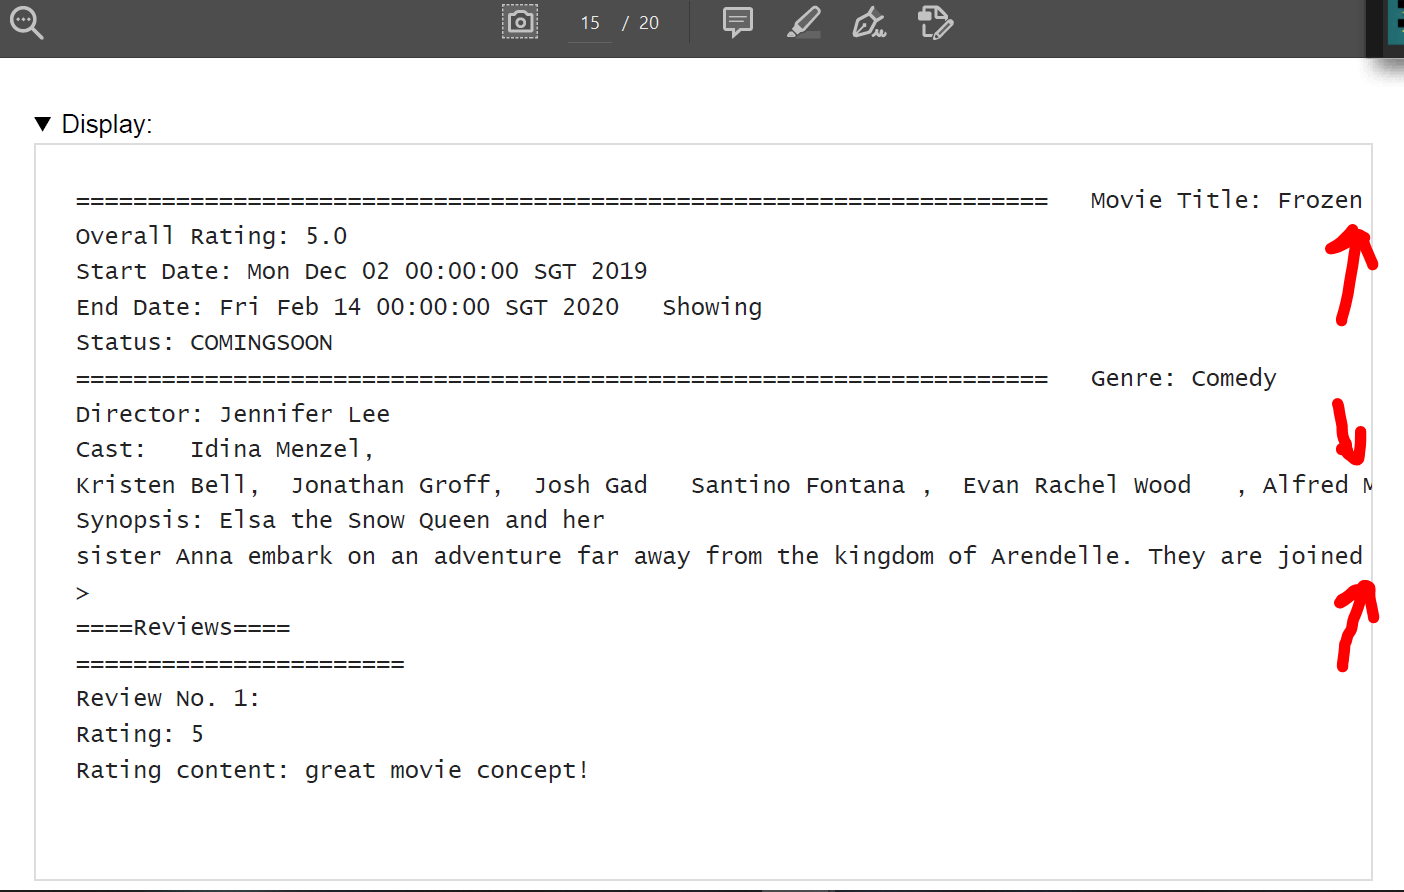 15 / 20
▼ Display:
==================================================================== Movie Title: Frozen
Overall Rating: 5.0
Start Date: Mon Dec 02 00:00:00 SGT 2019
End Date: Fri Feb 14 00:00:00 SGT 2020 Showing
Status: COMINGSOON
==================================================================== Genre: Comedy
Director: Jennifer Lee
Cast: Idina Menzel,
Kristen Bell, Jonathan Groff, Josh Gad Santino Fontana , Evan Rachel Wood , Alfred
Synopsis: Elsa the Snow Queen and her
sister Anna embark on an adventure far away from the kingdom of Arendelle. They are joined
>
====Reviews====
=======================
Review No. 1:
Rating: 5
Rating content: great movie concept!